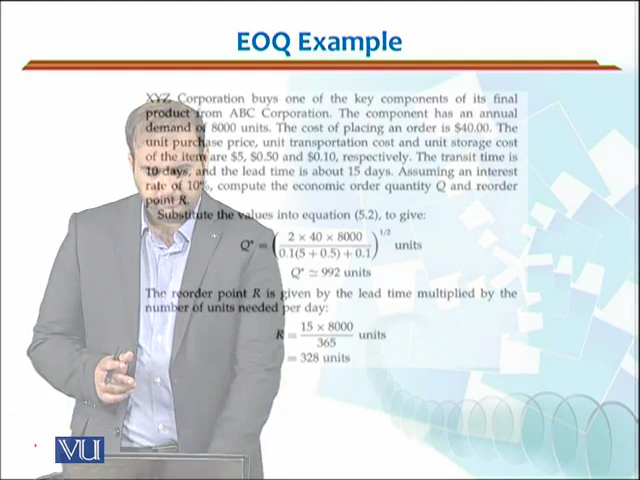 EOQ Example
XYZ Corporation buys one of the key components of its final
product from ABC Corporation. The component has an annual
demand of 8000 units. The cost of placing an order is $40.00. The
unit purchase price, unit transportation cost and unit storage cost
of the item are $5, $0.50 and $0.10, respectively. The transit time is
10 days, and the lead time is about 15 days. Assuming an interest
rate of 10%, compute the economic order quantity Q and reorder
point R.
Substitute the values into equation (5.2), to give:
Q* = (2 × 40 × 8000 / 0.1(5 + 0.5) + 0.1)^1/2 units
Q* ≃ 992 units
The reorder point R is given by the lead time multiplied by the
number of units needed per day:
R = 15 × 8000 / 365 units
= 328 units
VU